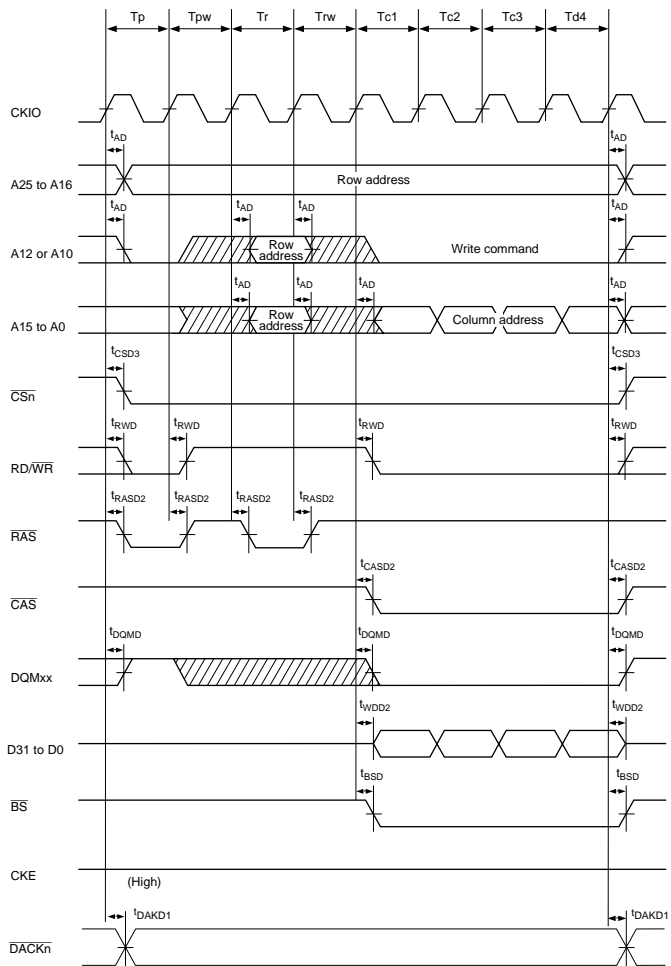 Tp Tpw Tr Trw Tc1 Tc2 Tc3 Td4
CKIO
tAD tAD
A25 to A16 Row address
tAD tAD tAD tAD
A12 or A10 Row address Write command
tAD tAD tAD tAD
A15 to A0 Row address Column address
tCSD3 tCSD3
CSn
tRWD tRWD tRWD tRWD
RD/WR
tRASD2 tRASD2 tRASD2 tRASD2
RAS
tCASD2 tCASD2
CAS
tDQMD tDQMD tDQMD
DQMxx
tWDD2 tWDD2
D31 to D0
tBSD tBSD
BS
CKE
(High)
tDAKD1 tDAKD1
DACKn